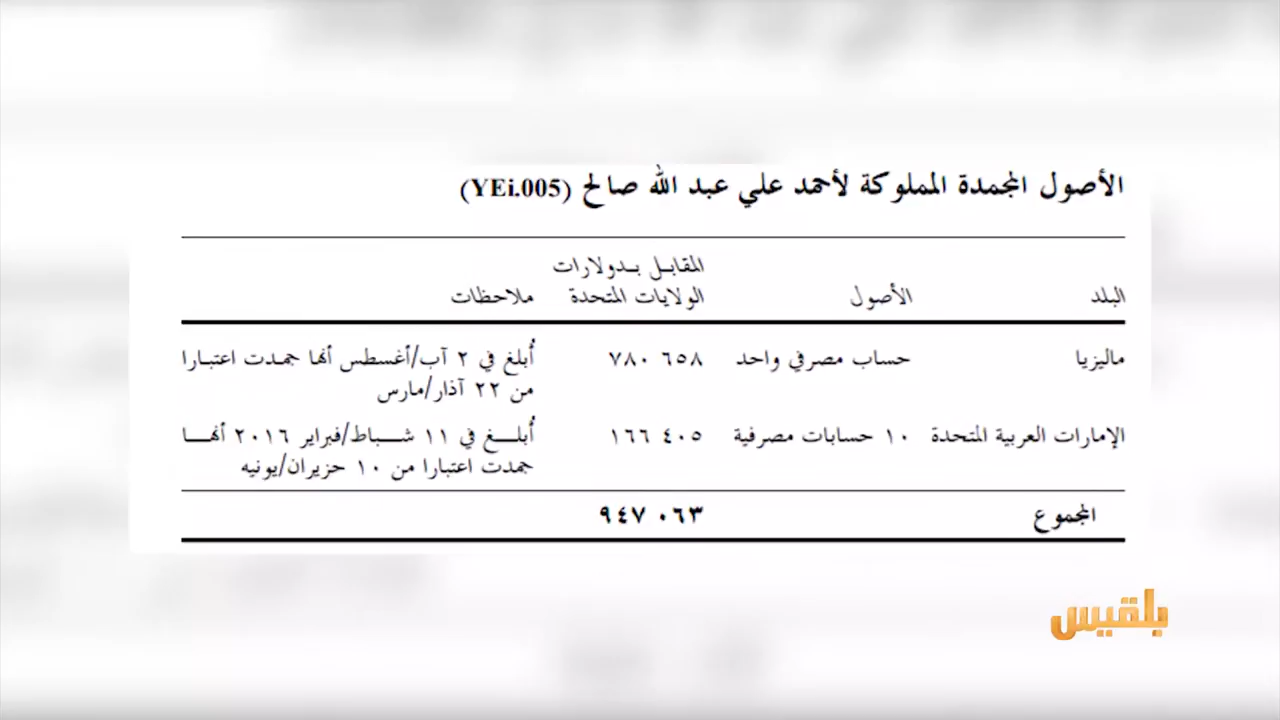 الأصول المجمدة المملوكة لأحمد علي عبد الله صالح (YEi.005)
المقابل بدولارات
البلد الأصول الولايات المتحدة ملاحظات
ماليزيا حساب مصرفي واحد ٧٨٠ ٦٥٨ أُبلغ في ٢ آب/أغسطس أنها جمدت اعتبارا
من ٢٢ آذار/مارس
الإمارات العربية المتحدة ١٠ حسابات مصرفية ١٦٦ ٤٠٥ أُبلغ في ١١ شباط/فبراير ٢٠١٦ أنها
جمدت اعتبارا من ١٠ حزيران/يونيه
المجموع ٩٤٧ ٠٦٣
بلقيس